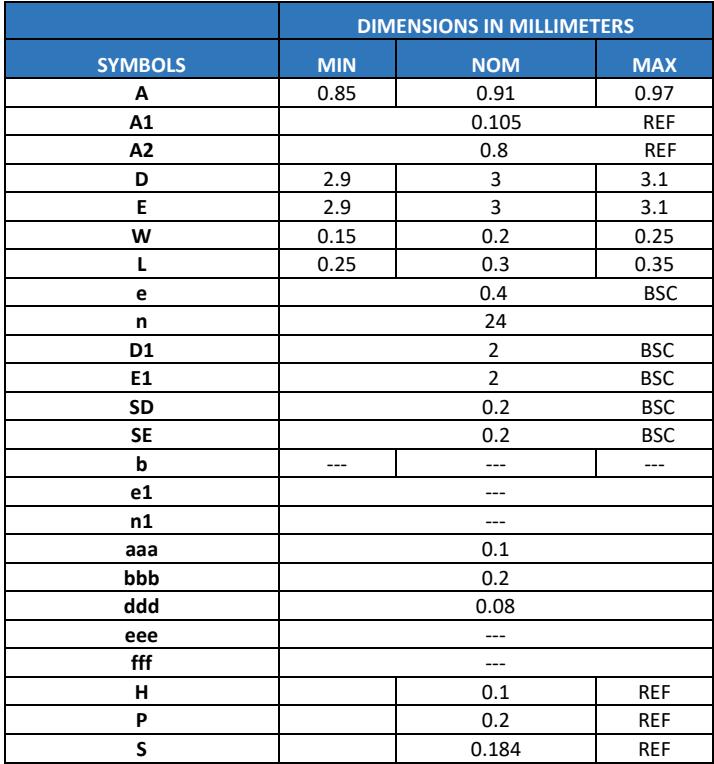 DIMENSIONS IN MILLIMETERS
SYMBOLS MIN NOM MAX
A 0.85 0.91 0.97
A1 0.105 REF
A2 0.8 REF
D 2.9 3 3.1
E 2.9 3 3.1
W 0.15 0.2 0.25
L 0.25 0.3 0.35
e 0.4 BSC
n 24
D1 2 BSC
E1 2 BSC
SD 0.2 BSC
SE 0.2 BSC
b --- --- ---
e1 ---
n1 ---
aaa 0.1
bbb 0.2
ddd 0.08
eee ---
fff ---
H 0.1 REF
P 0.2 REF
S 0.184 REF